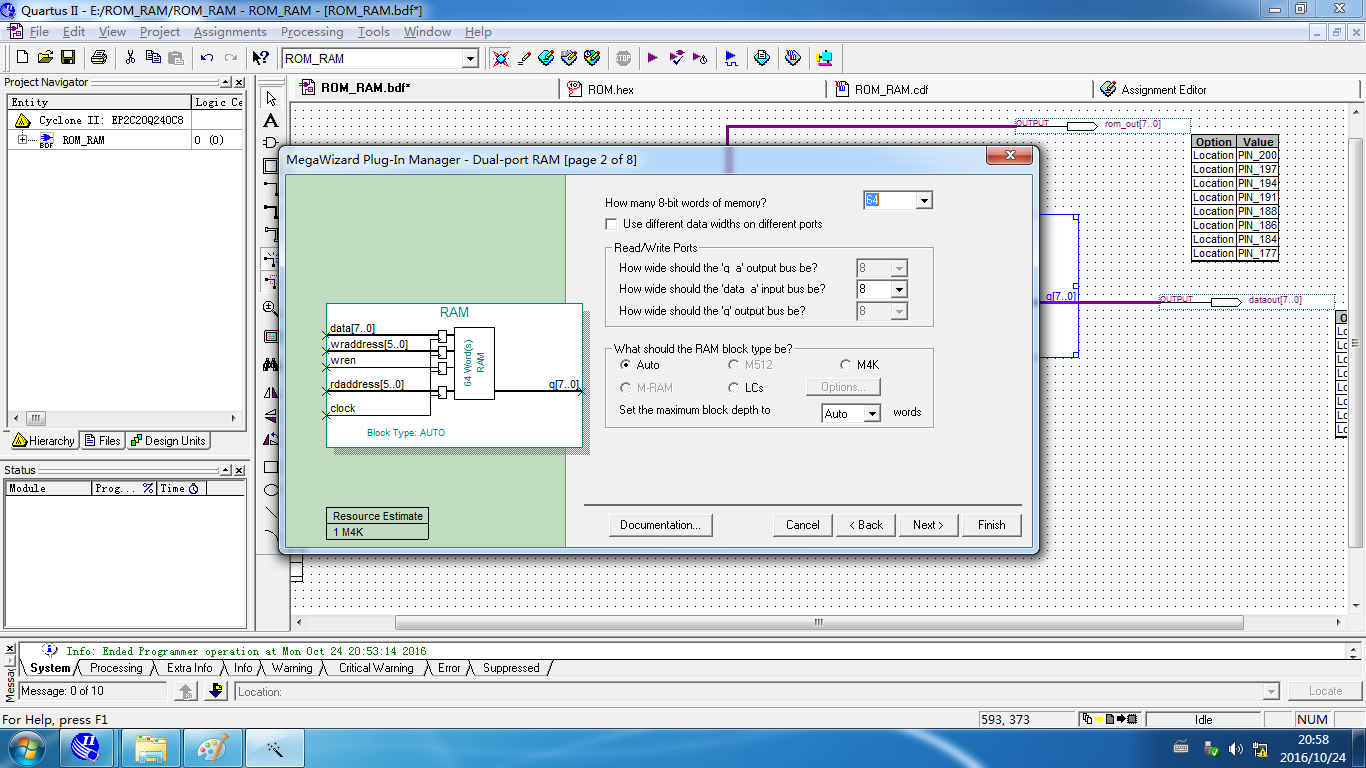 Quartus II - E:/ROM_RAM/ROM_RAM - ROM_RAM - [ROM_RAM.bdf*]
File Edit View Project Assignments Processing Tools Window Help
ROM_RAM
Project Navigator
Entity Logic Ce
Cyclone II: EP2C20Q240C8
ROM_RAM 0 (0)
Hierarchy Files Design Units
Status
Module Prog... % Time
ROM_RAM.bdf* ROM.hex ROM_RAM.cdf Assignment Editor
OUTPUT rom_out[7..0]
Option Value
Location PIN_200
Location PIN_197
Location PIN_194
Location PIN_191
Location PIN_188
Location PIN_186
Location PIN_184
Location PIN_177
q[7..0] OUTPUT dataout[7..0]
O
Lo
Lo
Lo
Lo
Lo
Lo
Lo
Lo
MegaWizard Plug-In Manager - Dual-port RAM [page 2 of 8]
RAM
data[7..0]
wraddress[5..0]
wren
rdaddress[5..0]
clock
64 Word(s)
RAM
q[7..0]
Block Type: AUTO
Resource Estimate
1 M4K
How many 8-bit words of memory? 64
Use different data widths on different ports
Read/Write Ports
How wide should the 'q_a' output bus be? 8
How wide should the 'data_a' input bus be? 8
How wide should the 'q' output bus be? 8
What should the RAM block type be?
Auto M512 M4K
M-RAM LCs Options...
Set the maximum block depth to Auto words
Documentation... Cancel < Back Next > Finish
Info: Ended Programmer operation at Mon Oct 24 20:53:14 2016
System Processing Extra Info Info Warning Critical Warning Error Suppressed
Messa
Message: 0 of 10 Location: Locate
For Help, press F1 593, 373 Idle NUM
20:58
2016/10/24